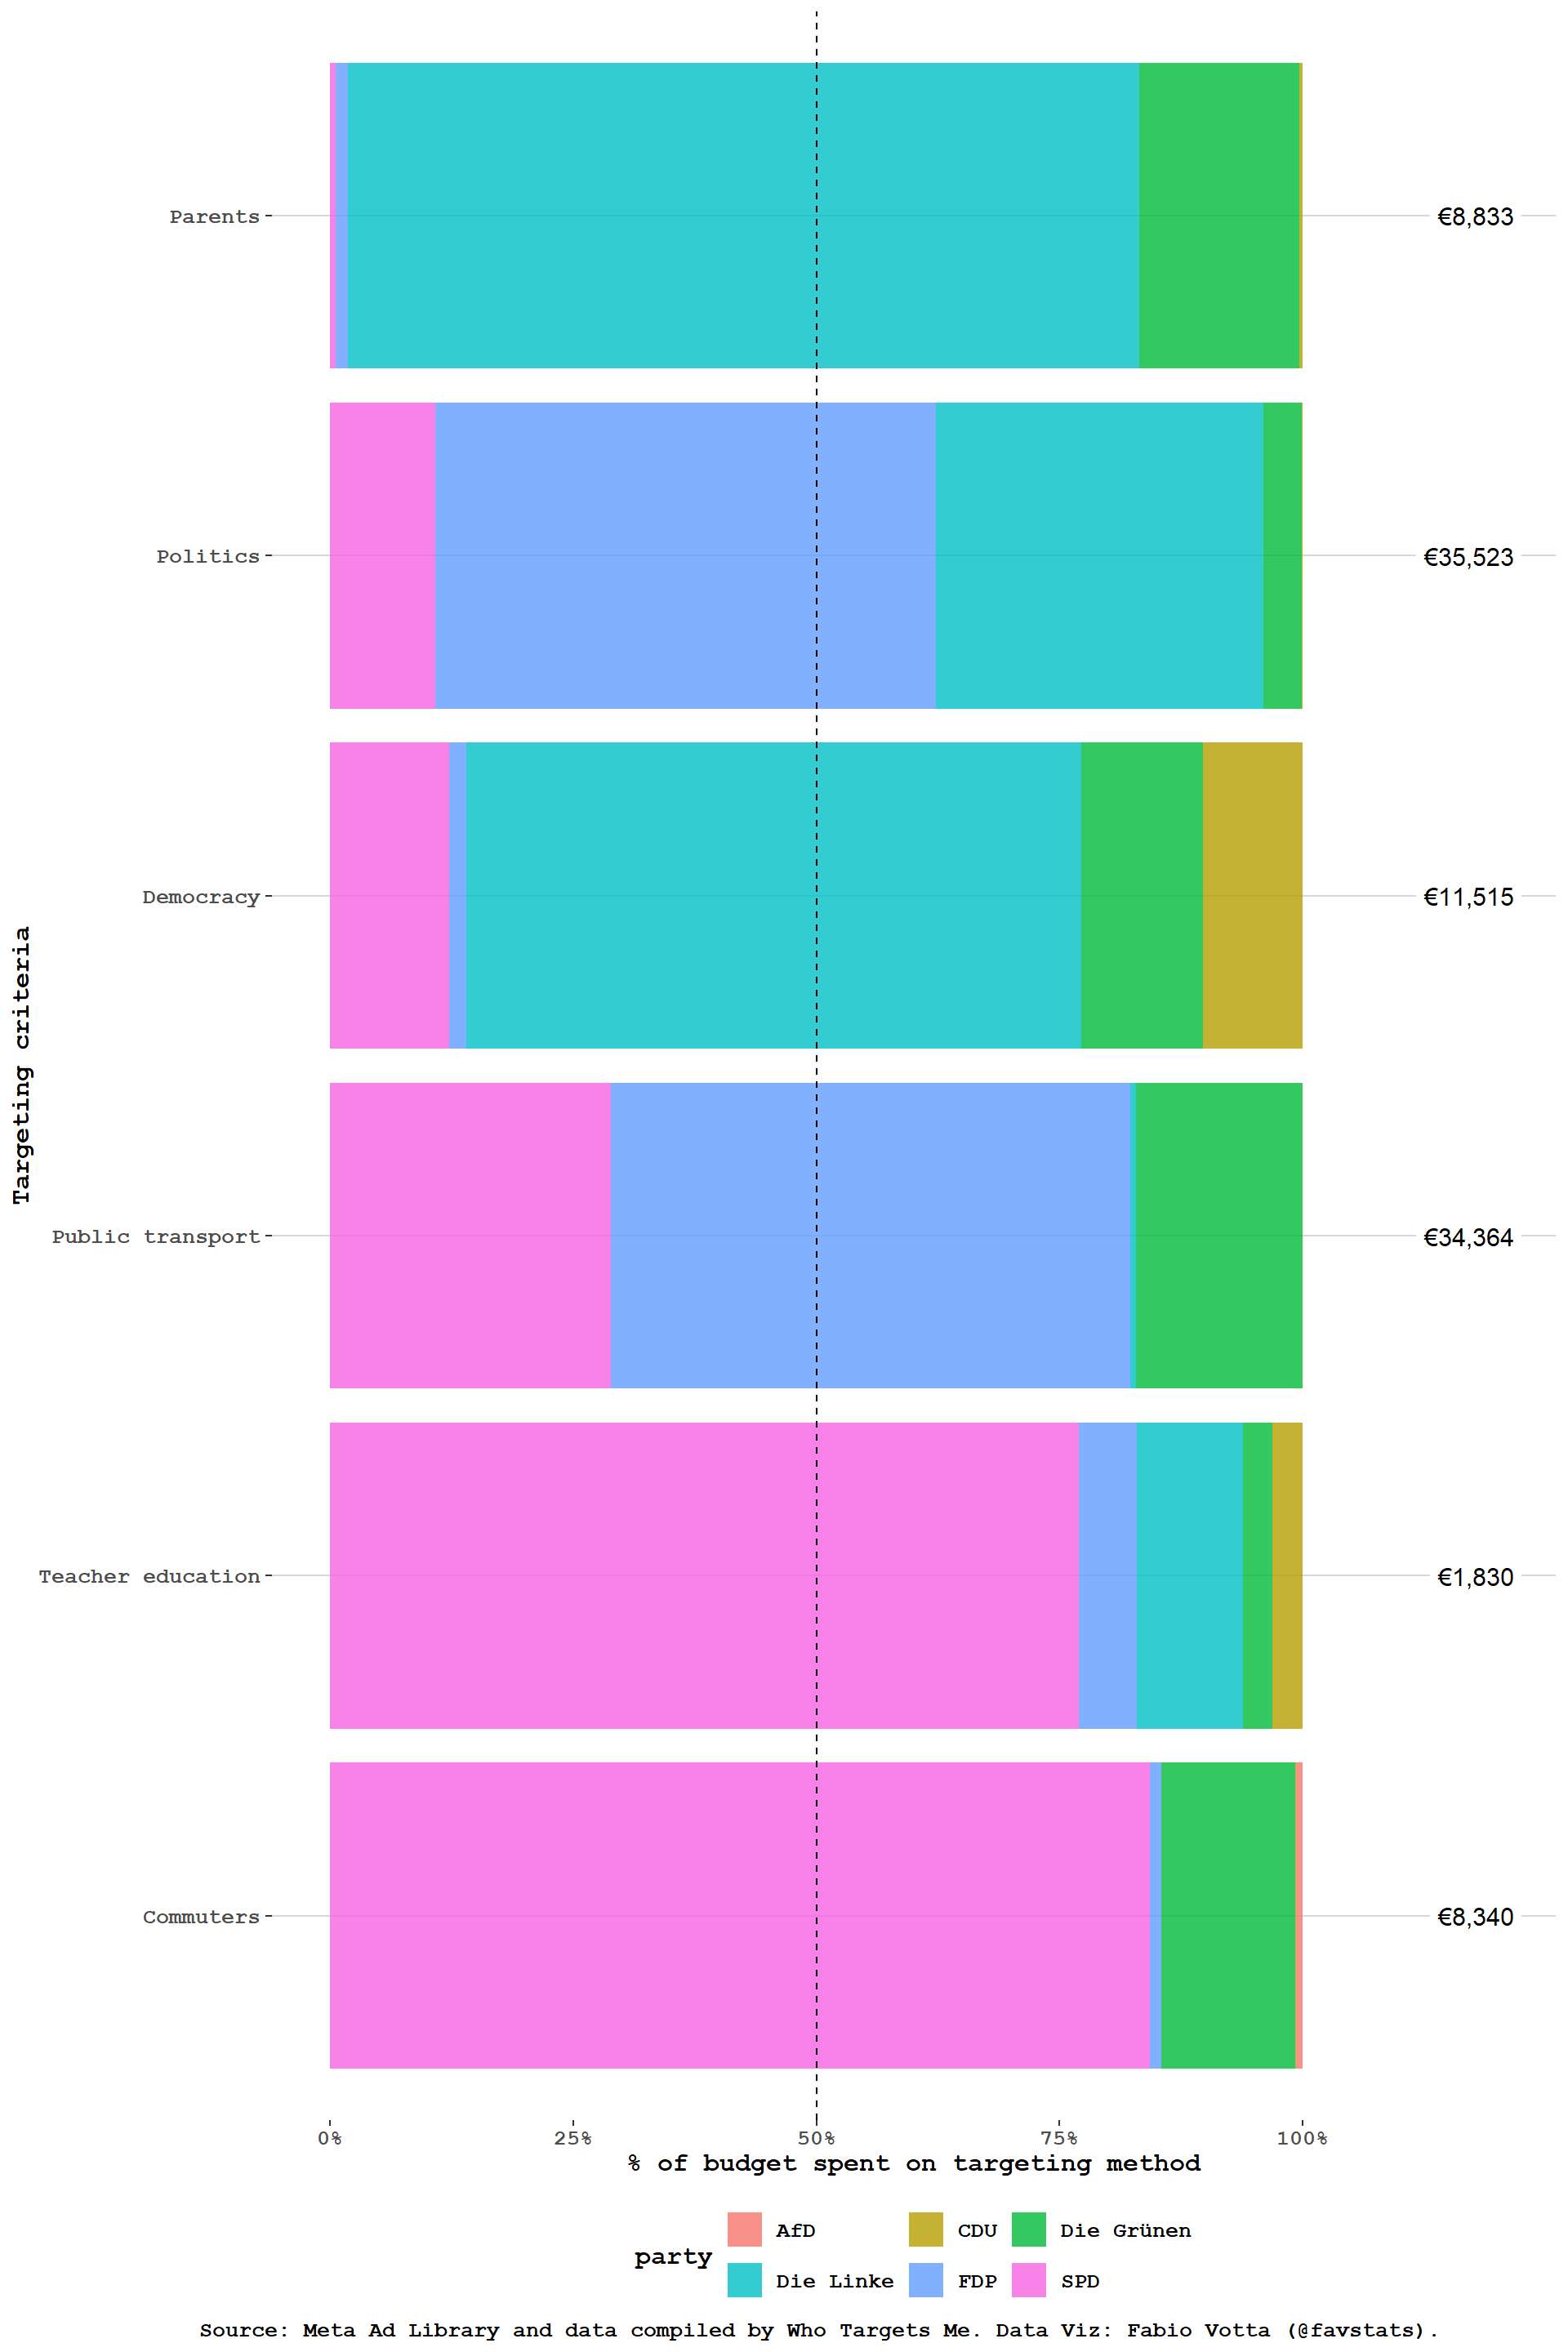 Parents
€8,833
Politics
€35,523
Democracy
€11,515
Targeting criteria
Public transport
€34,364
Teacher education
€1,830
Commuters
€8,340
0% 25% 50% 75% 100%
% of budget spent on targeting method
party
AfD CDU Die Grünen
Die Linke FDP SPD
Source: Meta Ad Library and data compiled by Who Targets Me. Data Viz: Fabio Votta (@favstats).